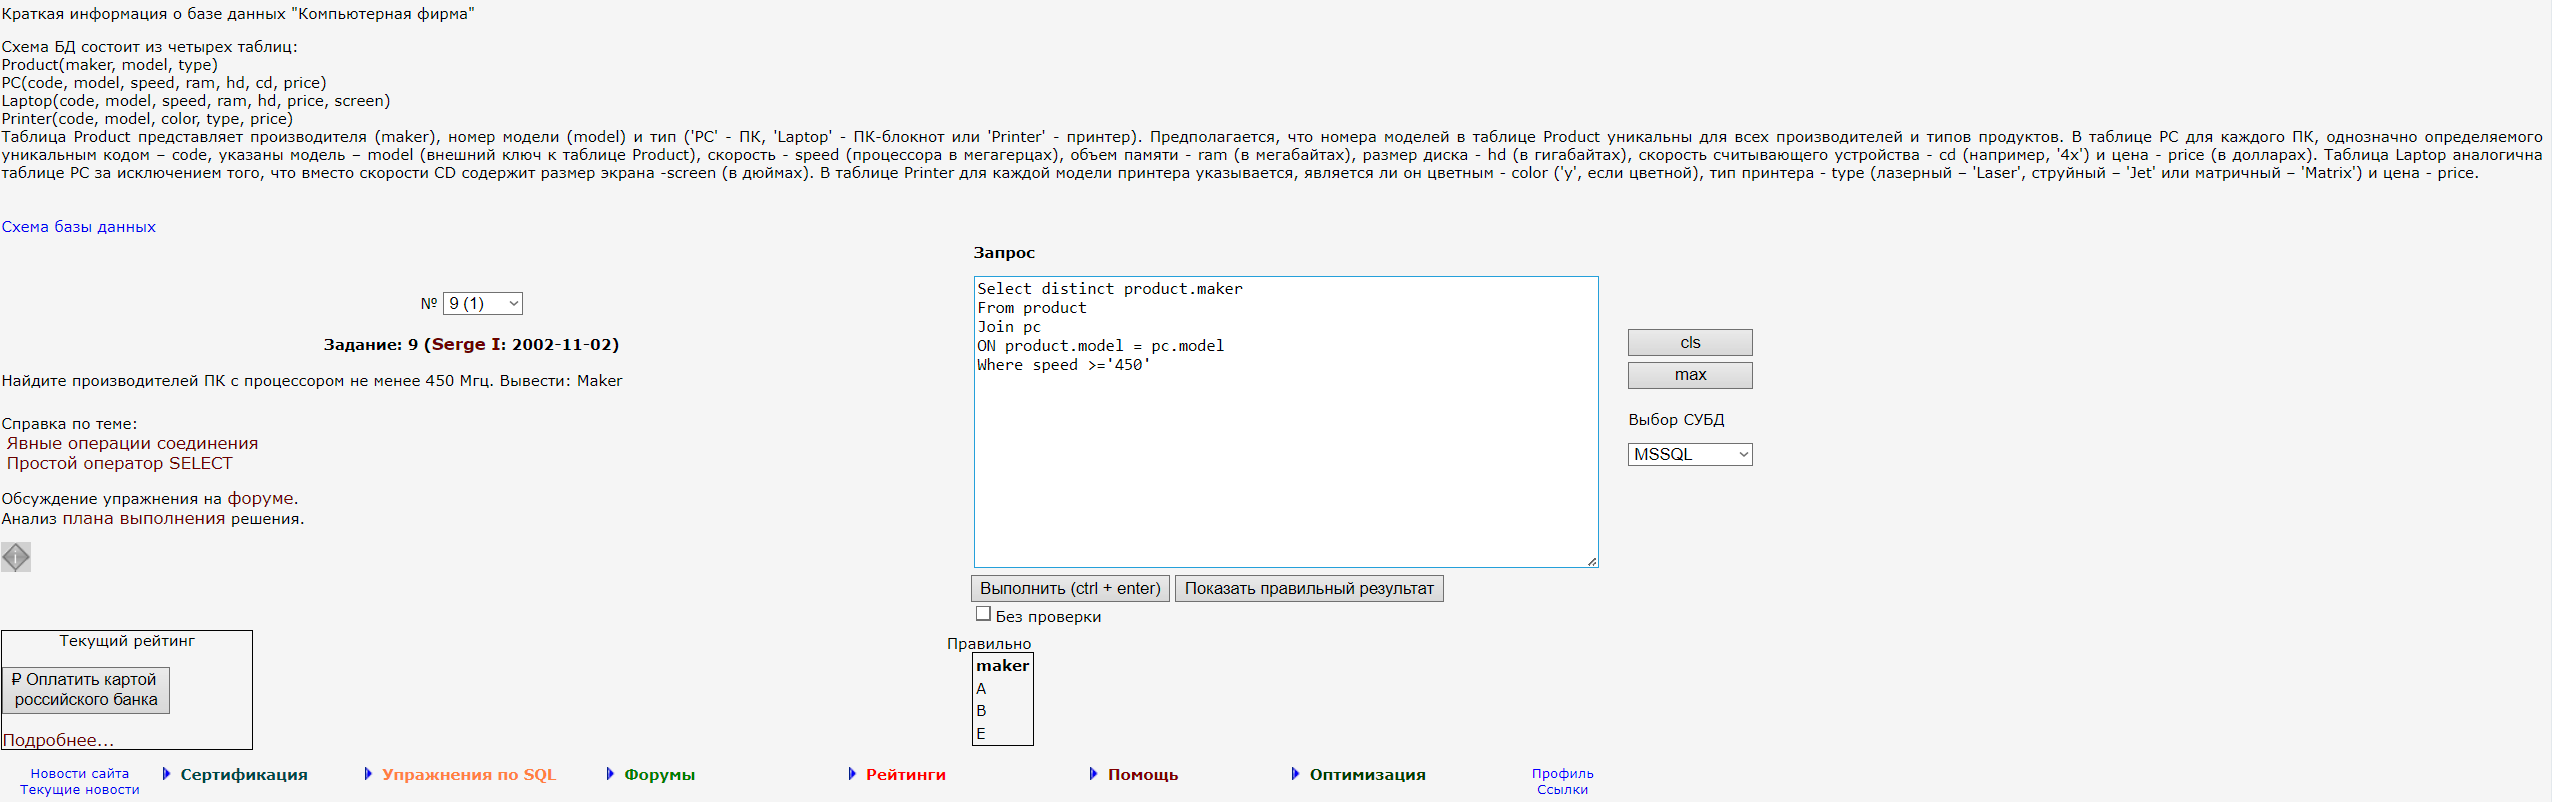 Краткая информация о базе данных "Компьютерная фирма"
Схема БД состоит из четырех таблиц:
Product(maker, model, type)
PC(code, model, speed, ram, hd, cd, price)
Laptop(code, model, speed, ram, hd, price, screen)
Printer(code, model, color, type, price)
Таблица Product представляет производителя (maker), номер модели (model) и тип ('PC' - ПК, 'Laptop' - ПК-блокнот или 'Printer' - принтер). Предполагается, что номера моделей в таблице Product уникальны для всех производителей и типов продуктов. В таблице PC для каждого ПК, однозначно определяемого
уникальным кодом – code, указаны модель – model (внешний ключ к таблице Product), скорость - speed (процессора в мегагерцах), объем памяти - ram (в мегабайтах), размер диска - hd (в гигабайтах), скорость считывающего устройства - cd (например, '4x') и цена - price (в долларах). Таблица Laptop аналогична
таблице PC за исключением того, что вместо скорости CD содержит размер экрана -screen (в дюймах). В таблице Printer для каждой модели принтера указывается, является ли он цветным - color ('y', если цветной), тип принтера - type (лазерный – 'Laser', струйный – 'Jet' или матричный – 'Matrix') и цена - price.
Схема базы данных
№ 9 (1)
Задание: 9 (Serge I: 2002-11-02)
Найдите производителей ПК с процессором не менее 450 Мгц. Вывести: Maker
Справка по теме:
Явные операции соединения
Простой оператор SELECT
Обсуждение упражнения на форуме.
Анализ плана выполнения решения.
i
Запрос
Select distinct product.maker
From product
Join pc
ON product.model = pc.model
Where speed >='450'
cls
max
Выбор СУБД
MSSQL
Выполнить (ctrl + enter) Показать правильный результат
Без проверки
Правильно
maker
A
B
E
Текущий рейтинг
₽ Оплатить картой
российского банка
Подробнее...
Новости сайта
Текущие новости
Сертификация
Упражнения по SQL
Форумы
Рейтинги
Помощь
Оптимизация
Профиль
Ссылки